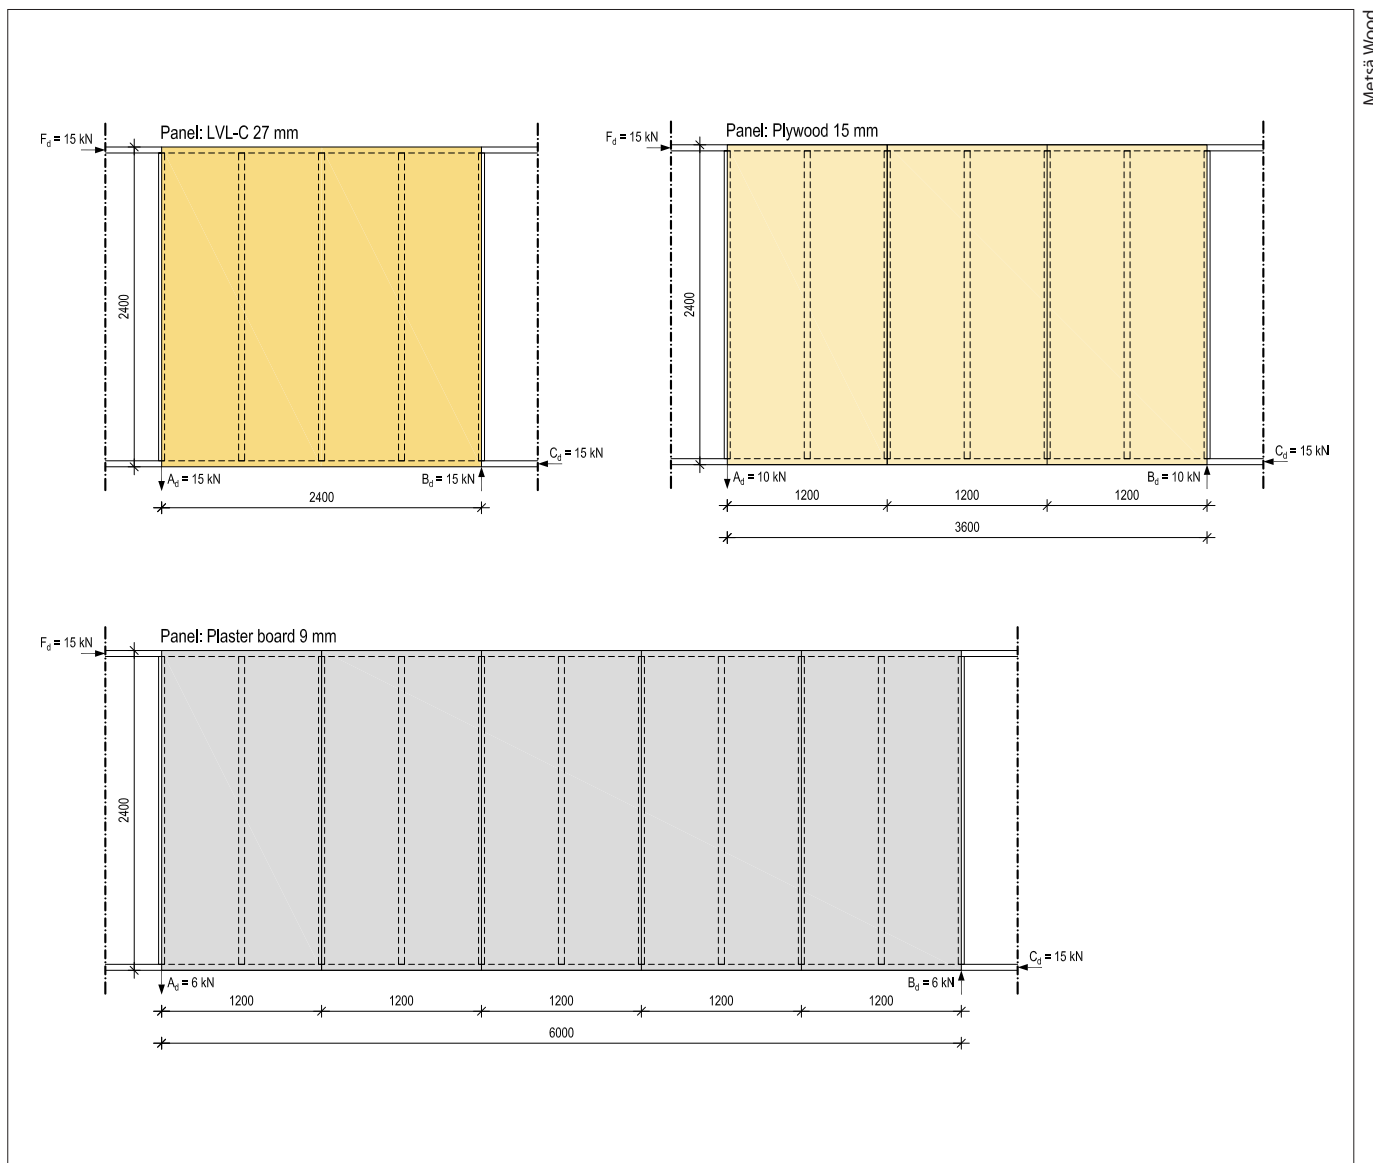 Metsä Wood
Panel: LVL-C 27 mm
F_d = 15 kN
2400
A_d = 15 kN
B_d = 15 kN
C_d = 15 kN
2400
Panel: Plywood 15 mm
F_d = 15 kN
2400
A_d = 10 kN
B_d = 10 kN
C_d = 15 kN
1200 1200 1200
3600
Panel: Plaster board 9 mm
F_d = 15 kN
2400
A_d = 6 kN
B_d = 6 kN
C_d = 15 kN
1200 1200 1200 1200 1200
6000